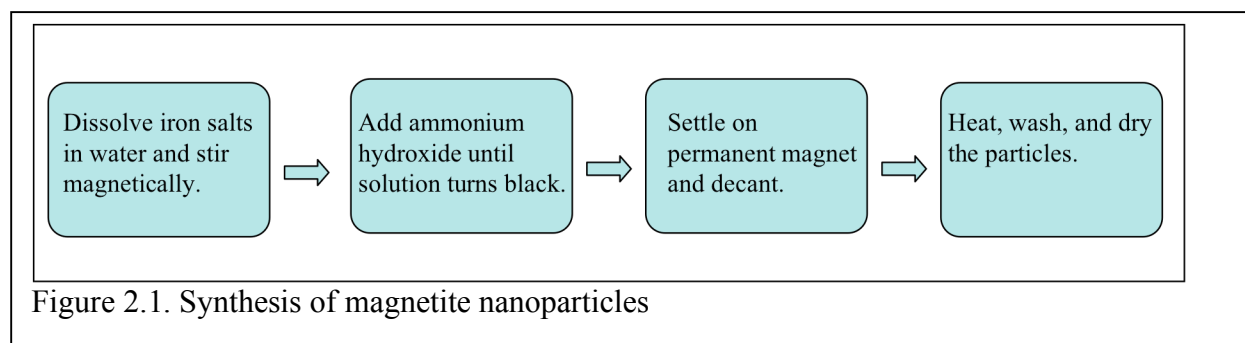 Dissolve iron salts
in water and stir
magnetically.
Add ammonium
hydroxide until
solution turns black.
Settle on
permanent magnet
and decant.
Heat, wash, and dry
the particles.
Figure 2.1. Synthesis of magnetite nanoparticles